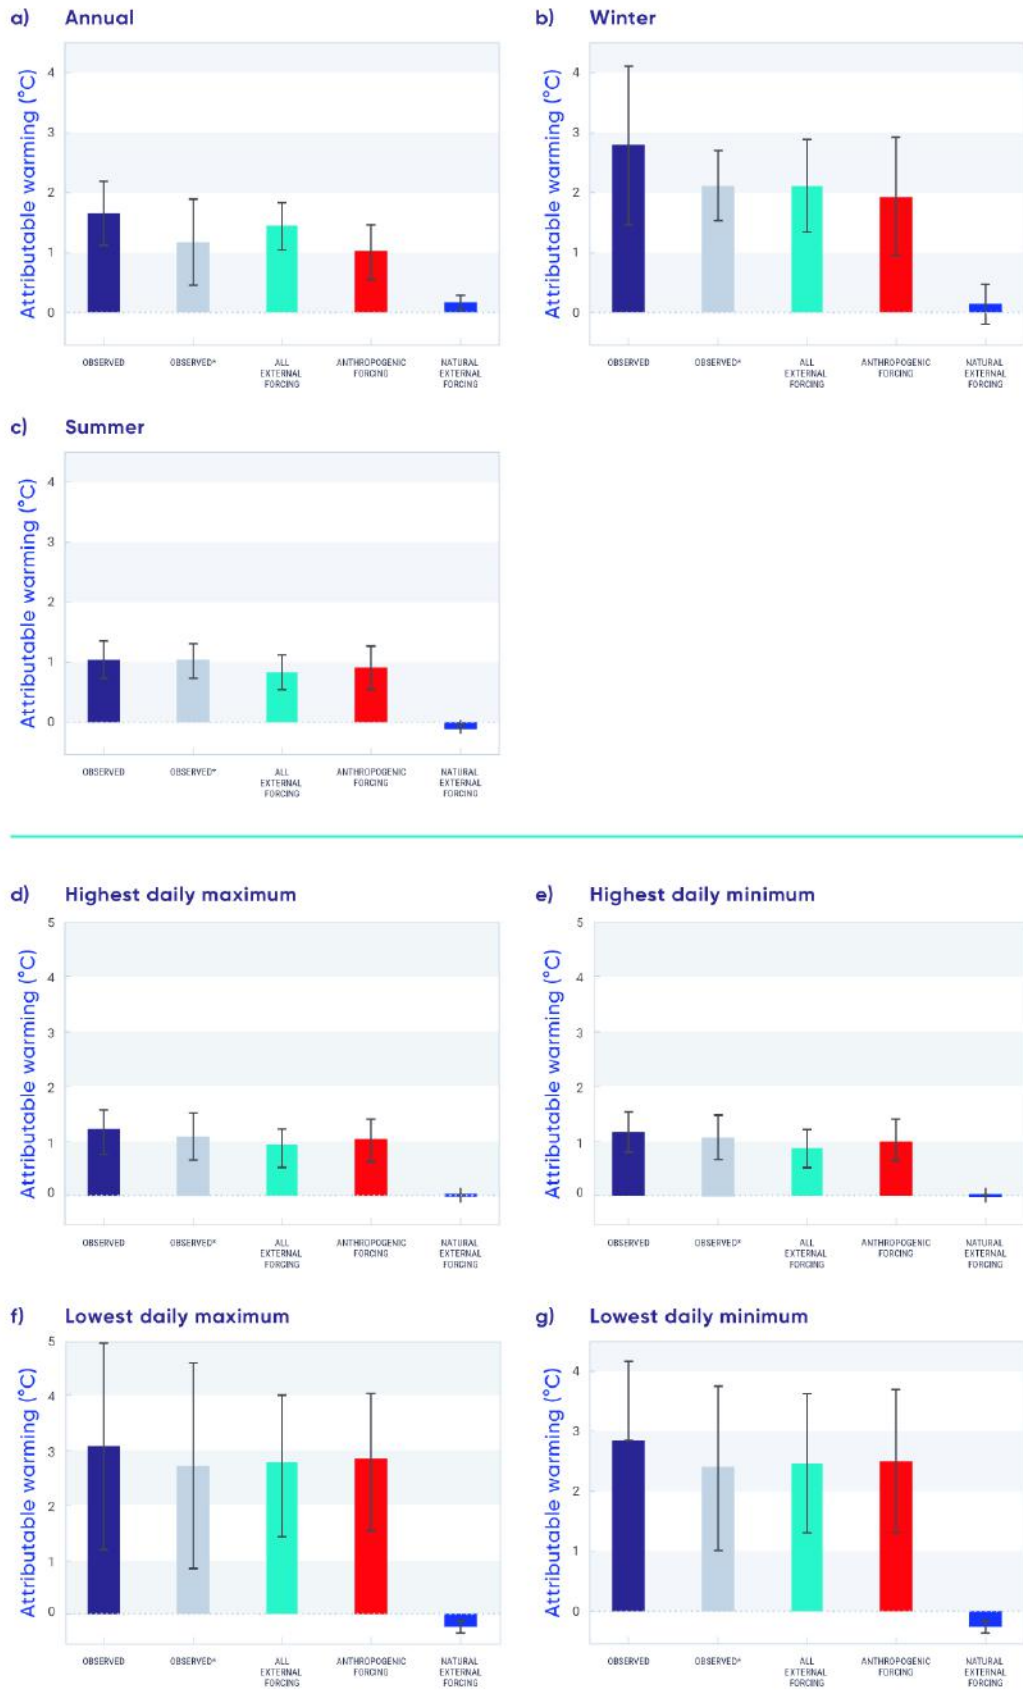 a) Annual
Attributable warming (°C)
4
3
2
1
0
OBSERVED
OBSERVED*
ALL
EXTERNAL
FORCING
ANTHROPOGENIC
FORCING
NATURAL
EXTERNAL
FORCING
b) Winter
Attributable warming (°C)
4
3
2
1
0
OBSERVED
OBSERVED*
ALL
EXTERNAL
FORCING
ANTHROPOGENIC
FORCING
NATURAL
EXTERNAL
FORCING
c) Summer
Attributable warming (°C)
4
3
2
1
0
OBSERVED
OBSERVED*
ALL
EXTERNAL
FORCING
ANTHROPOGENIC
FORCING
NATURAL
EXTERNAL
FORCING
d) Highest daily maximum
Attributable warming (°C)
5
4
3
2
1
0
OBSERVED
OBSERVED*
ALL
EXTERNAL
FORCING
ANTHROPOGENIC
FORCING
NATURAL
EXTERNAL
FORCING
e) Highest daily minimum
Attributable warming (°C)
5
4
3
2
1
0
OBSERVED
OBSERVED*
ALL
EXTERNAL
FORCING
ANTHROPOGENIC
FORCING
NATURAL
EXTERNAL
FORCING
f) Lowest daily maximum
Attributable warming (°C)
5
4
3
2
1
0
OBSERVED
OBSERVED*
ALL
EXTERNAL
FORCING
ANTHROPOGENIC
FORCING
NATURAL
EXTERNAL
FORCING
g) Lowest daily minimum
Attributable warming (°C)
4
3
2
1
0
OBSERVED
OBSERVED*
ALL
EXTERNAL
FORCING
ANTHROPOGENIC
FORCING
NATURAL
EXTERNAL
FORCING